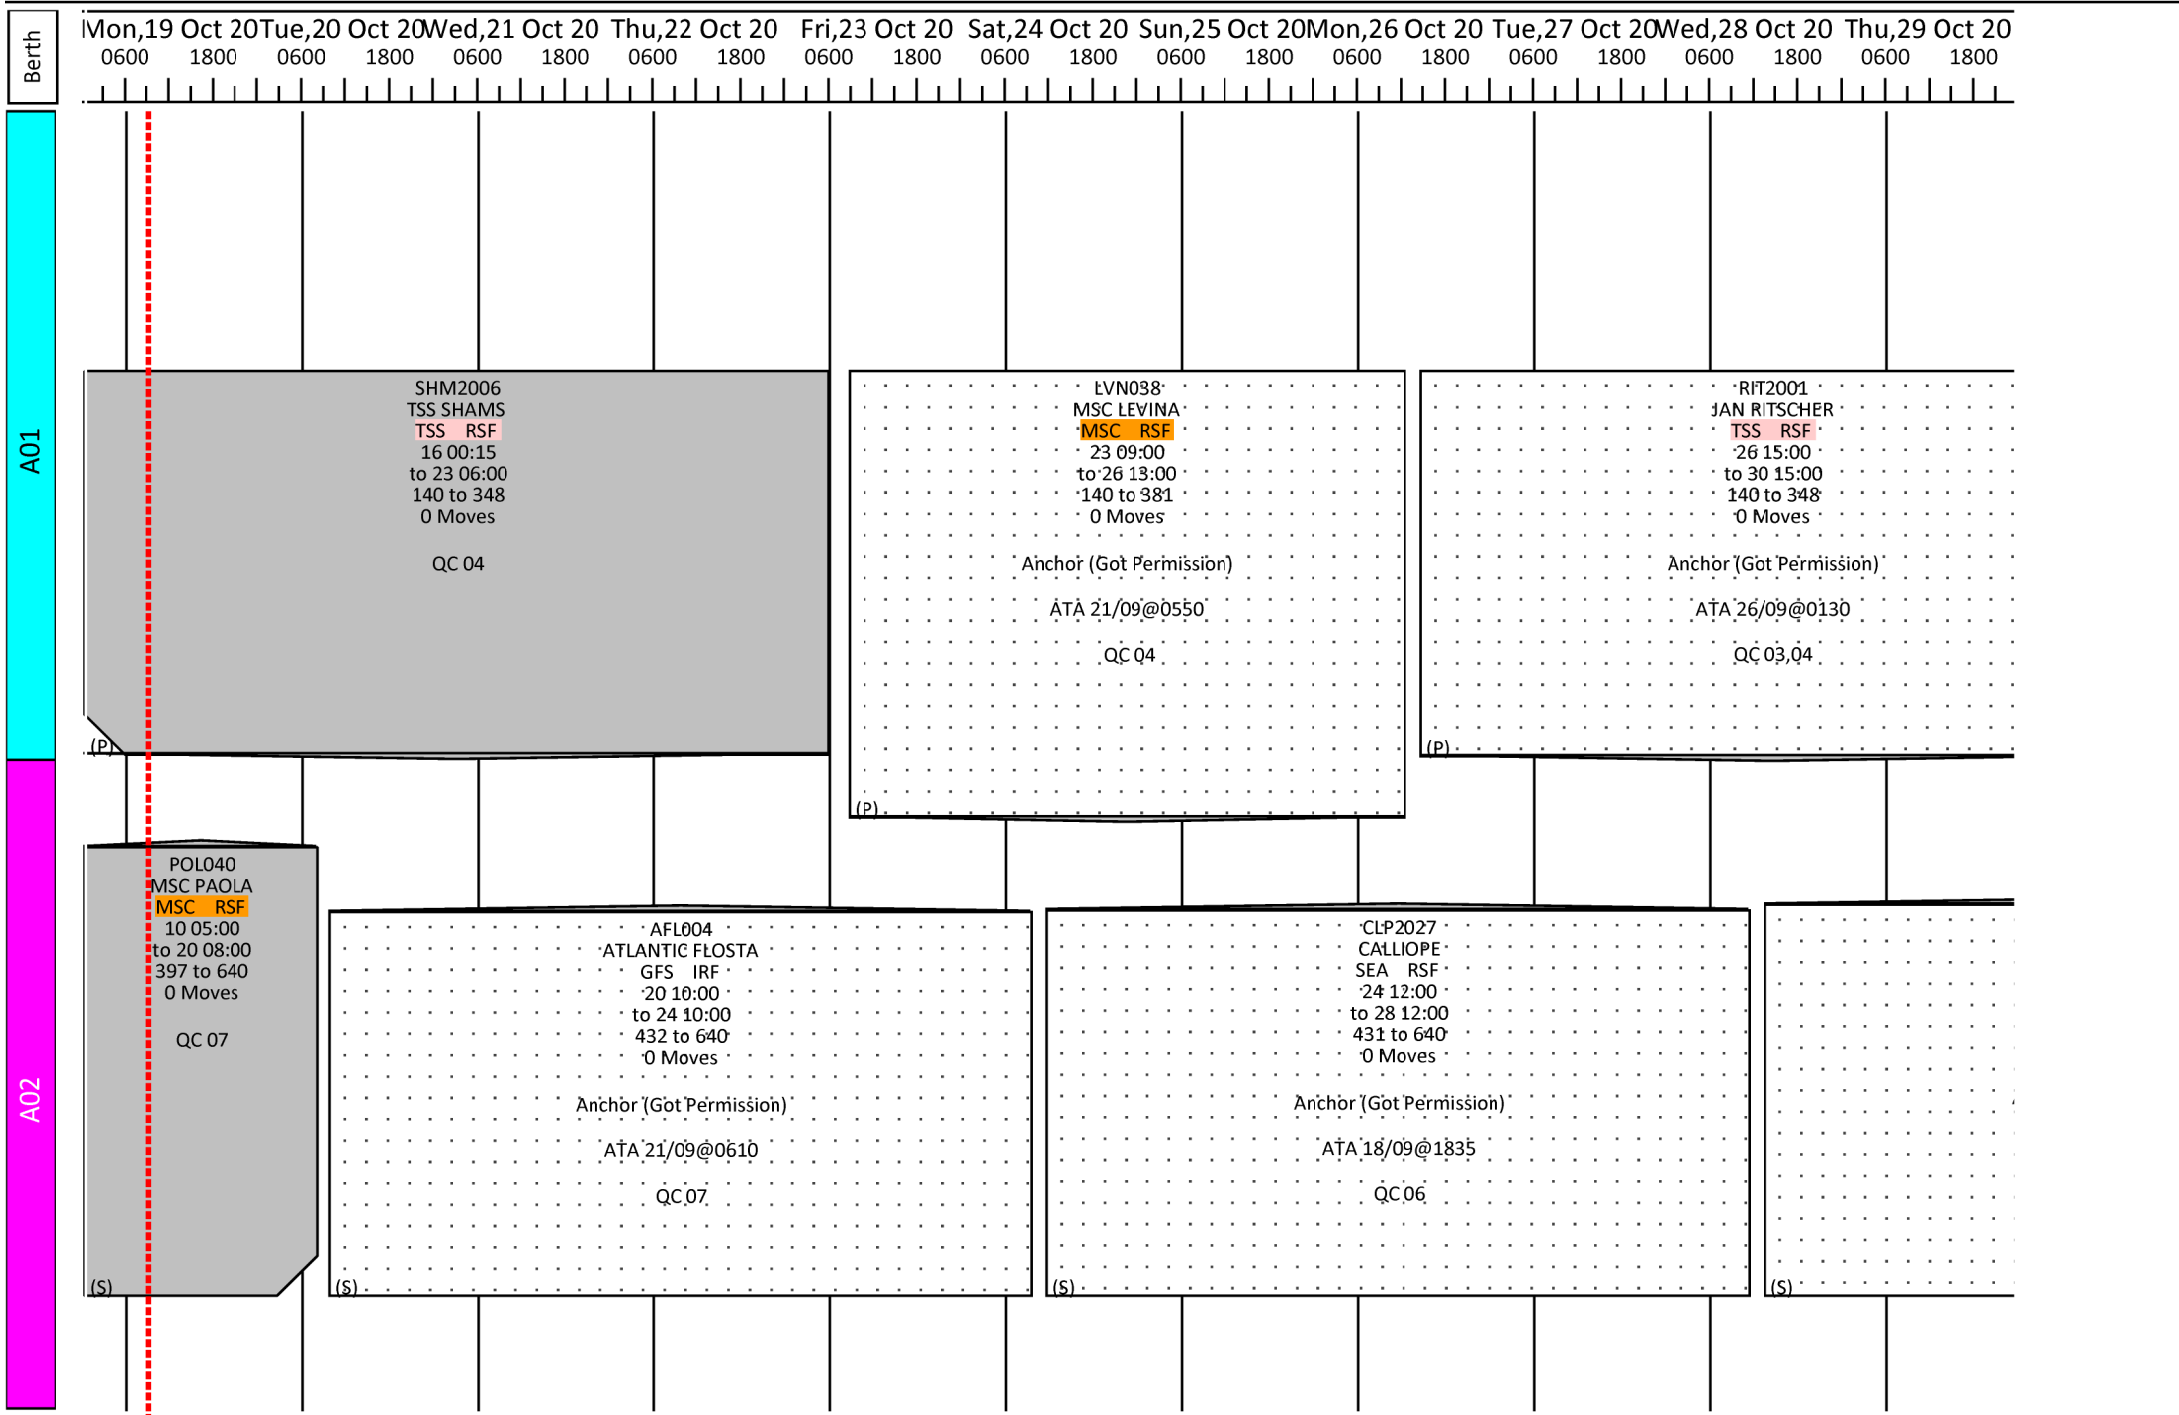 Berth
Mon,19 Oct 20 Tue,20 Oct 20 Wed,21 Oct 20 Thu,22 Oct 20 Fri,23 Oct 20 Sat,24 Oct 20 Sun,25 Oct 20 Mon,26 Oct 20 Tue,27 Oct 20 Wed,28 Oct 20 Thu,29 Oct 20
0600 1800 0600 1800 0600 1800 0600 1800 0600 1800 0600 1800 0600 1800 0600 1800 0600 1800 0600 1800 0600 1800
A01
SHM2006
TSS SHAMS
TSS RSF
16 00:15
to 23 06:00
140 to 348
0 Moves
QC 04
(P)
LVN038
MSC LEVINA
MSC RSF
23 09:00
to 26 13:00
140 to 381
0 Moves
Anchor (Got Permission)
ATA 21/09@0550
QC 04
(P)
RIT2001
JAN RITSCHER
TSS RSF
26 15:00
to 30 15:00
140 to 348
0 Moves
Anchor (Got Permission)
ATA 26/09@0130
QC 03,04
(P)
A02
POL040
MSC PAOLA
MSC RSF
10 05:00
to 20 08:00
397 to 640
0 Moves
QC 07
(S)
AFL004
ATLANTIC FLOSTA
GFS IRF
20 10:00
to 24 10:00
432 to 640
0 Moves
Anchor (Got Permission)
ATA 21/09@0610
QC 07
(S)
CLP2027
CALLIOPE
SEA RSF
24 12:00
to 28 12:00
431 to 640
0 Moves
Anchor (Got Permission)
ATA 18/09@1835
QC 06
(S)
(S)